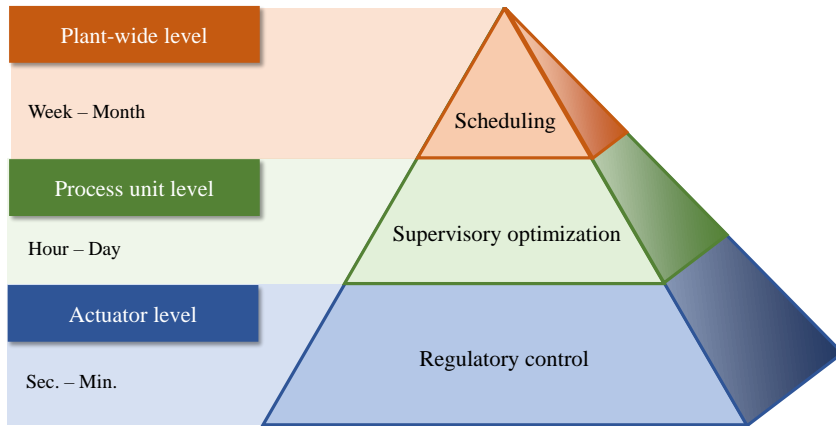 Plant-wide level
Week – Month
Scheduling
Process unit level
Supervisory optimization
Hour – Day
Actuator level
Regulatory control
Sec. – Min.